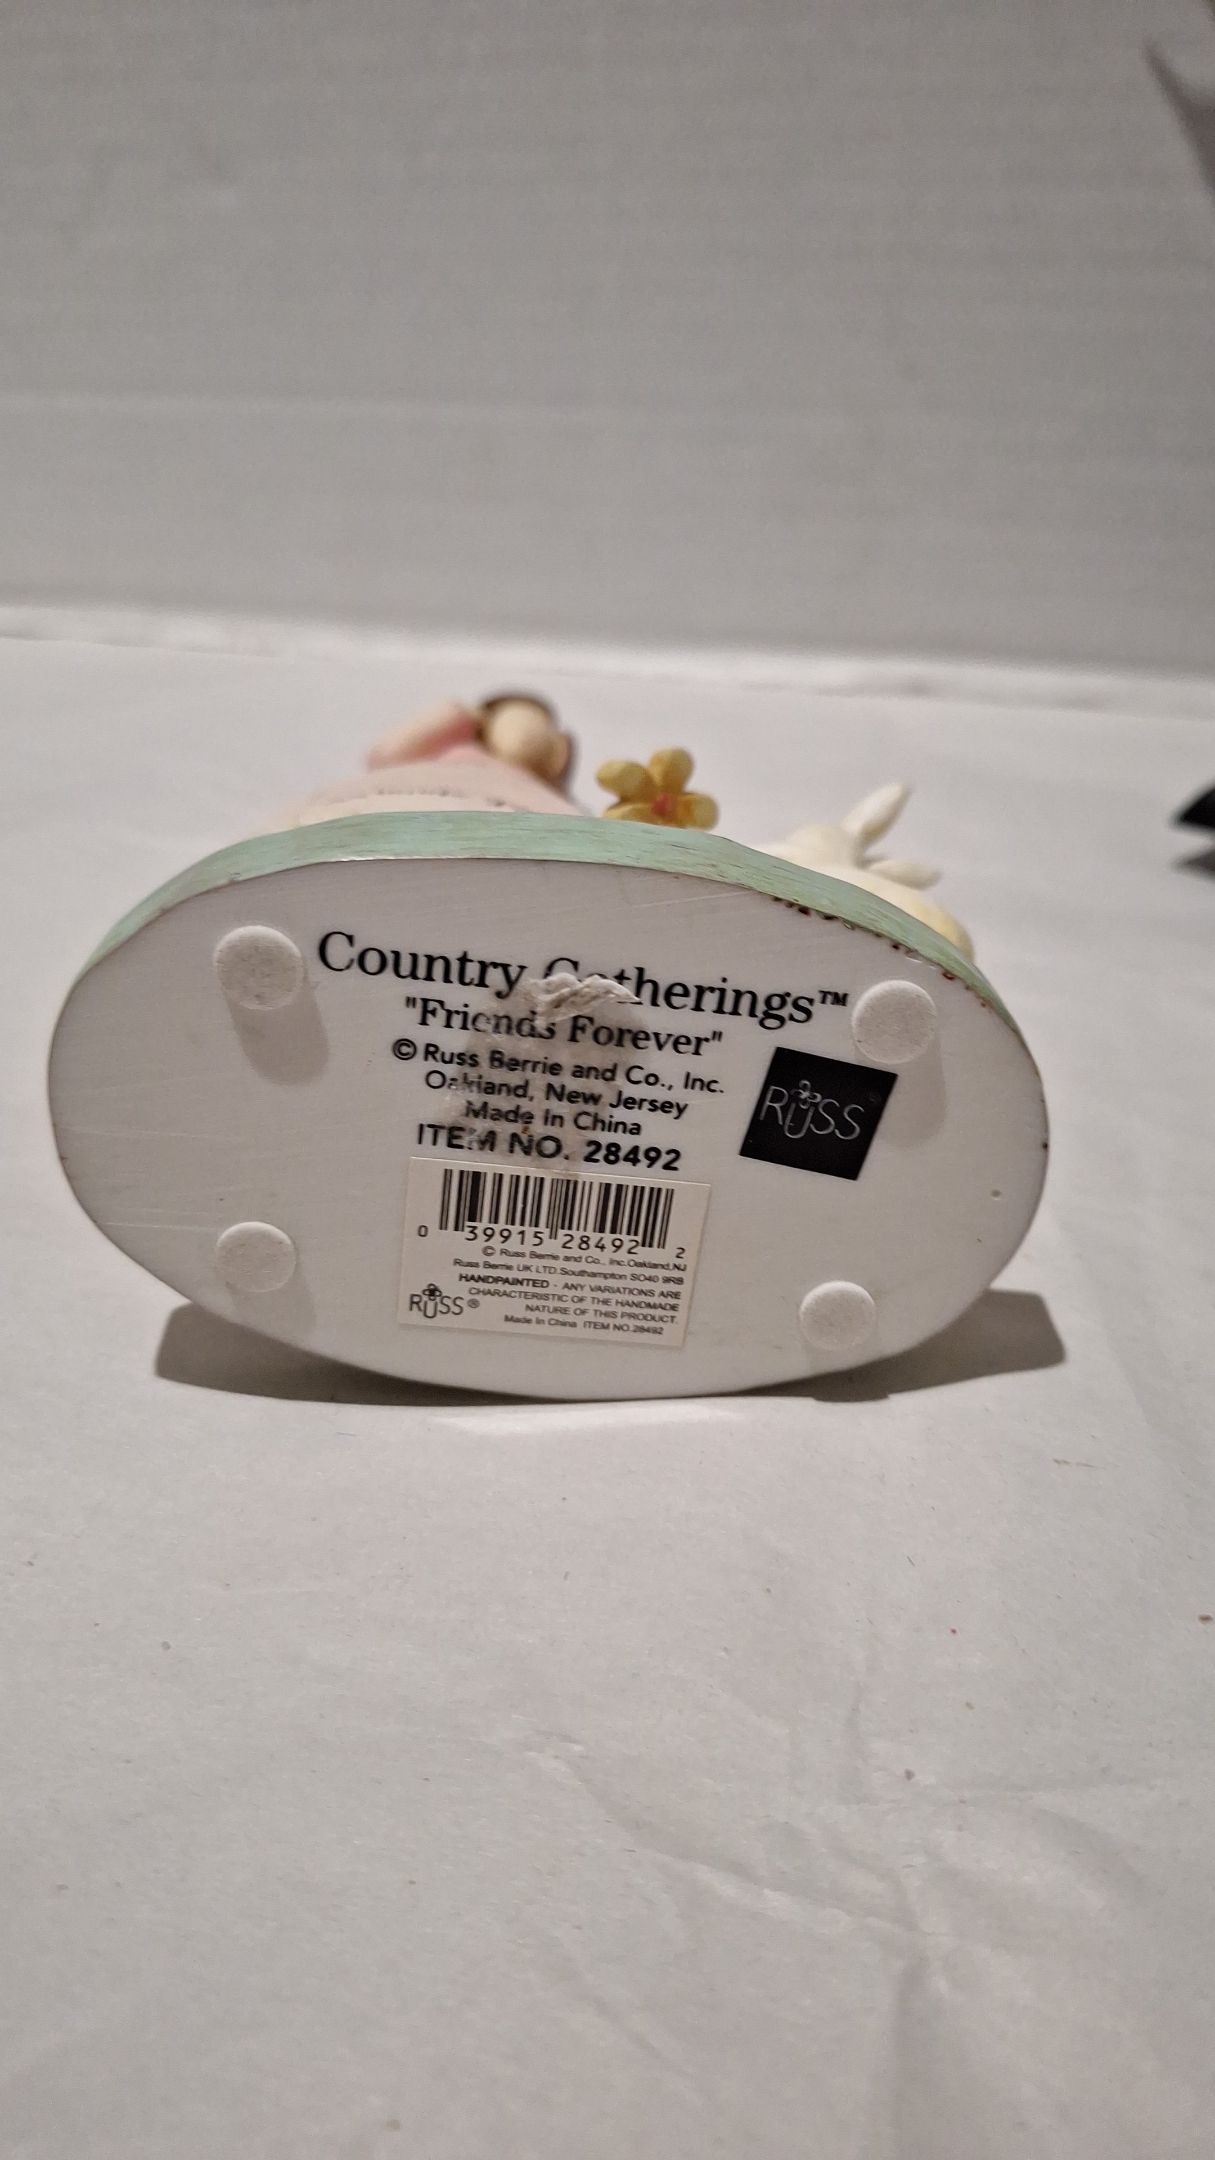 Country Gatherings™
"Friends Forever"
© Russ Berrie and Co., Inc.
Oakland, New Jersey
Made In China
ITEM NO. 28492
RUSS
0 39915 28492 2
© Russ Berrie and Co., Inc.Oakland,NJ
Russ Berrie UK LTD.Southampton SO40 9RB
HANDPAINTED - ANY VARIATIONS ARE
CHARACTERISTIC OF THE HANDMADE
NATURE OF THIS PRODUCT.
Made In China ITEM NO.28492
RUSS®